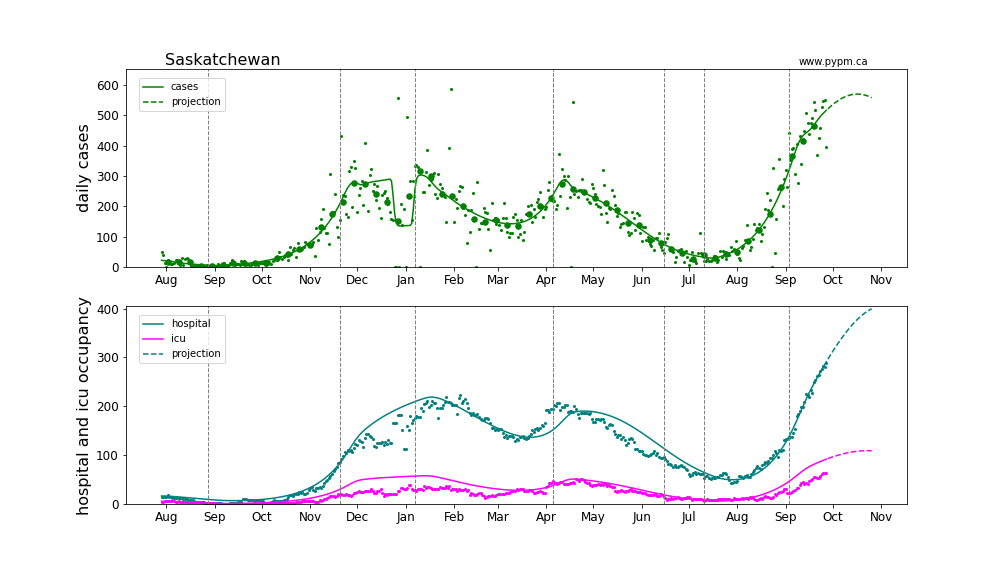 Saskatchewan
www.pypm.ca
daily cases
600
500
400
300
200
100
0
cases
projection
Aug Sep Oct Nov Dec Jan Feb Mar Apr May Jun Jul Aug Sep Oct Nov
hospital and icu occupancy
400
300
200
100
0
hospital
icu
projection
Aug Sep Oct Nov Dec Jan Feb Mar Apr May Jun Jul Aug Sep Oct Nov